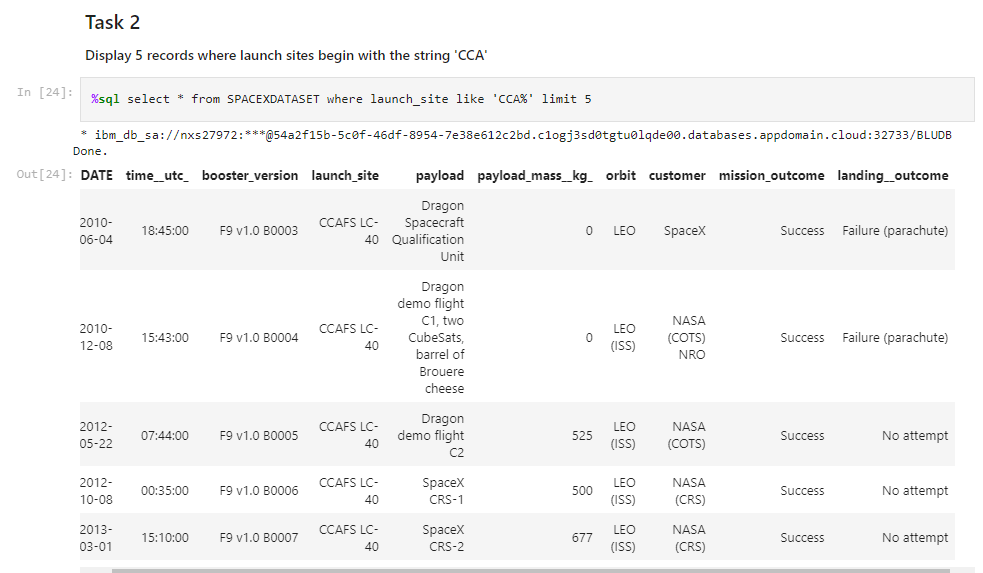 Task 2
Display 5 records where launch sites begin with the string 'CCA'
In [24]: %sql select * from SPACEXDATASET where launch_site like 'CCA%' limit 5
* ibm_db_sa://nxs27972:***@54a2f15b-5c0f-46df-8954-7e38e612c2bd.c1ogj3sd0tgtu0lqde00.databases.appdomain.cloud:32733/BLUDB
Done.
Out[24]: DATE time__utc_ booster_version launch_site payload payload_mass__kg_ orbit customer mission_outcome landing__outcome
2010-
06-04 18:45:00 F9 v1.0 B0003 CCAFS LC-
40 Dragon
Spacecraft
Qualification
Unit 0 LEO SpaceX Success Failure (parachute)
2010-
12-08 15:43:00 F9 v1.0 B0004 CCAFS LC-
40 Dragon
demo flight
C1, two
CubeSats,
barrel of
Brouere
cheese 0 LEO
(ISS) NASA
(COTS)
NRO Success Failure (parachute)
2012-
05-22 07:44:00 F9 v1.0 B0005 CCAFS LC-
40 Dragon
demo flight
C2 525 LEO
(ISS) NASA
(COTS) Success No attempt
2012-
10-08 00:35:00 F9 v1.0 B0006 CCAFS LC-
40 SpaceX
CRS-1 500 LEO
(ISS) NASA
(CRS) Success No attempt
2013-
03-01 15:10:00 F9 v1.0 B0007 CCAFS LC-
40 SpaceX
CRS-2 677 LEO
(ISS) NASA
(CRS) Success No attempt